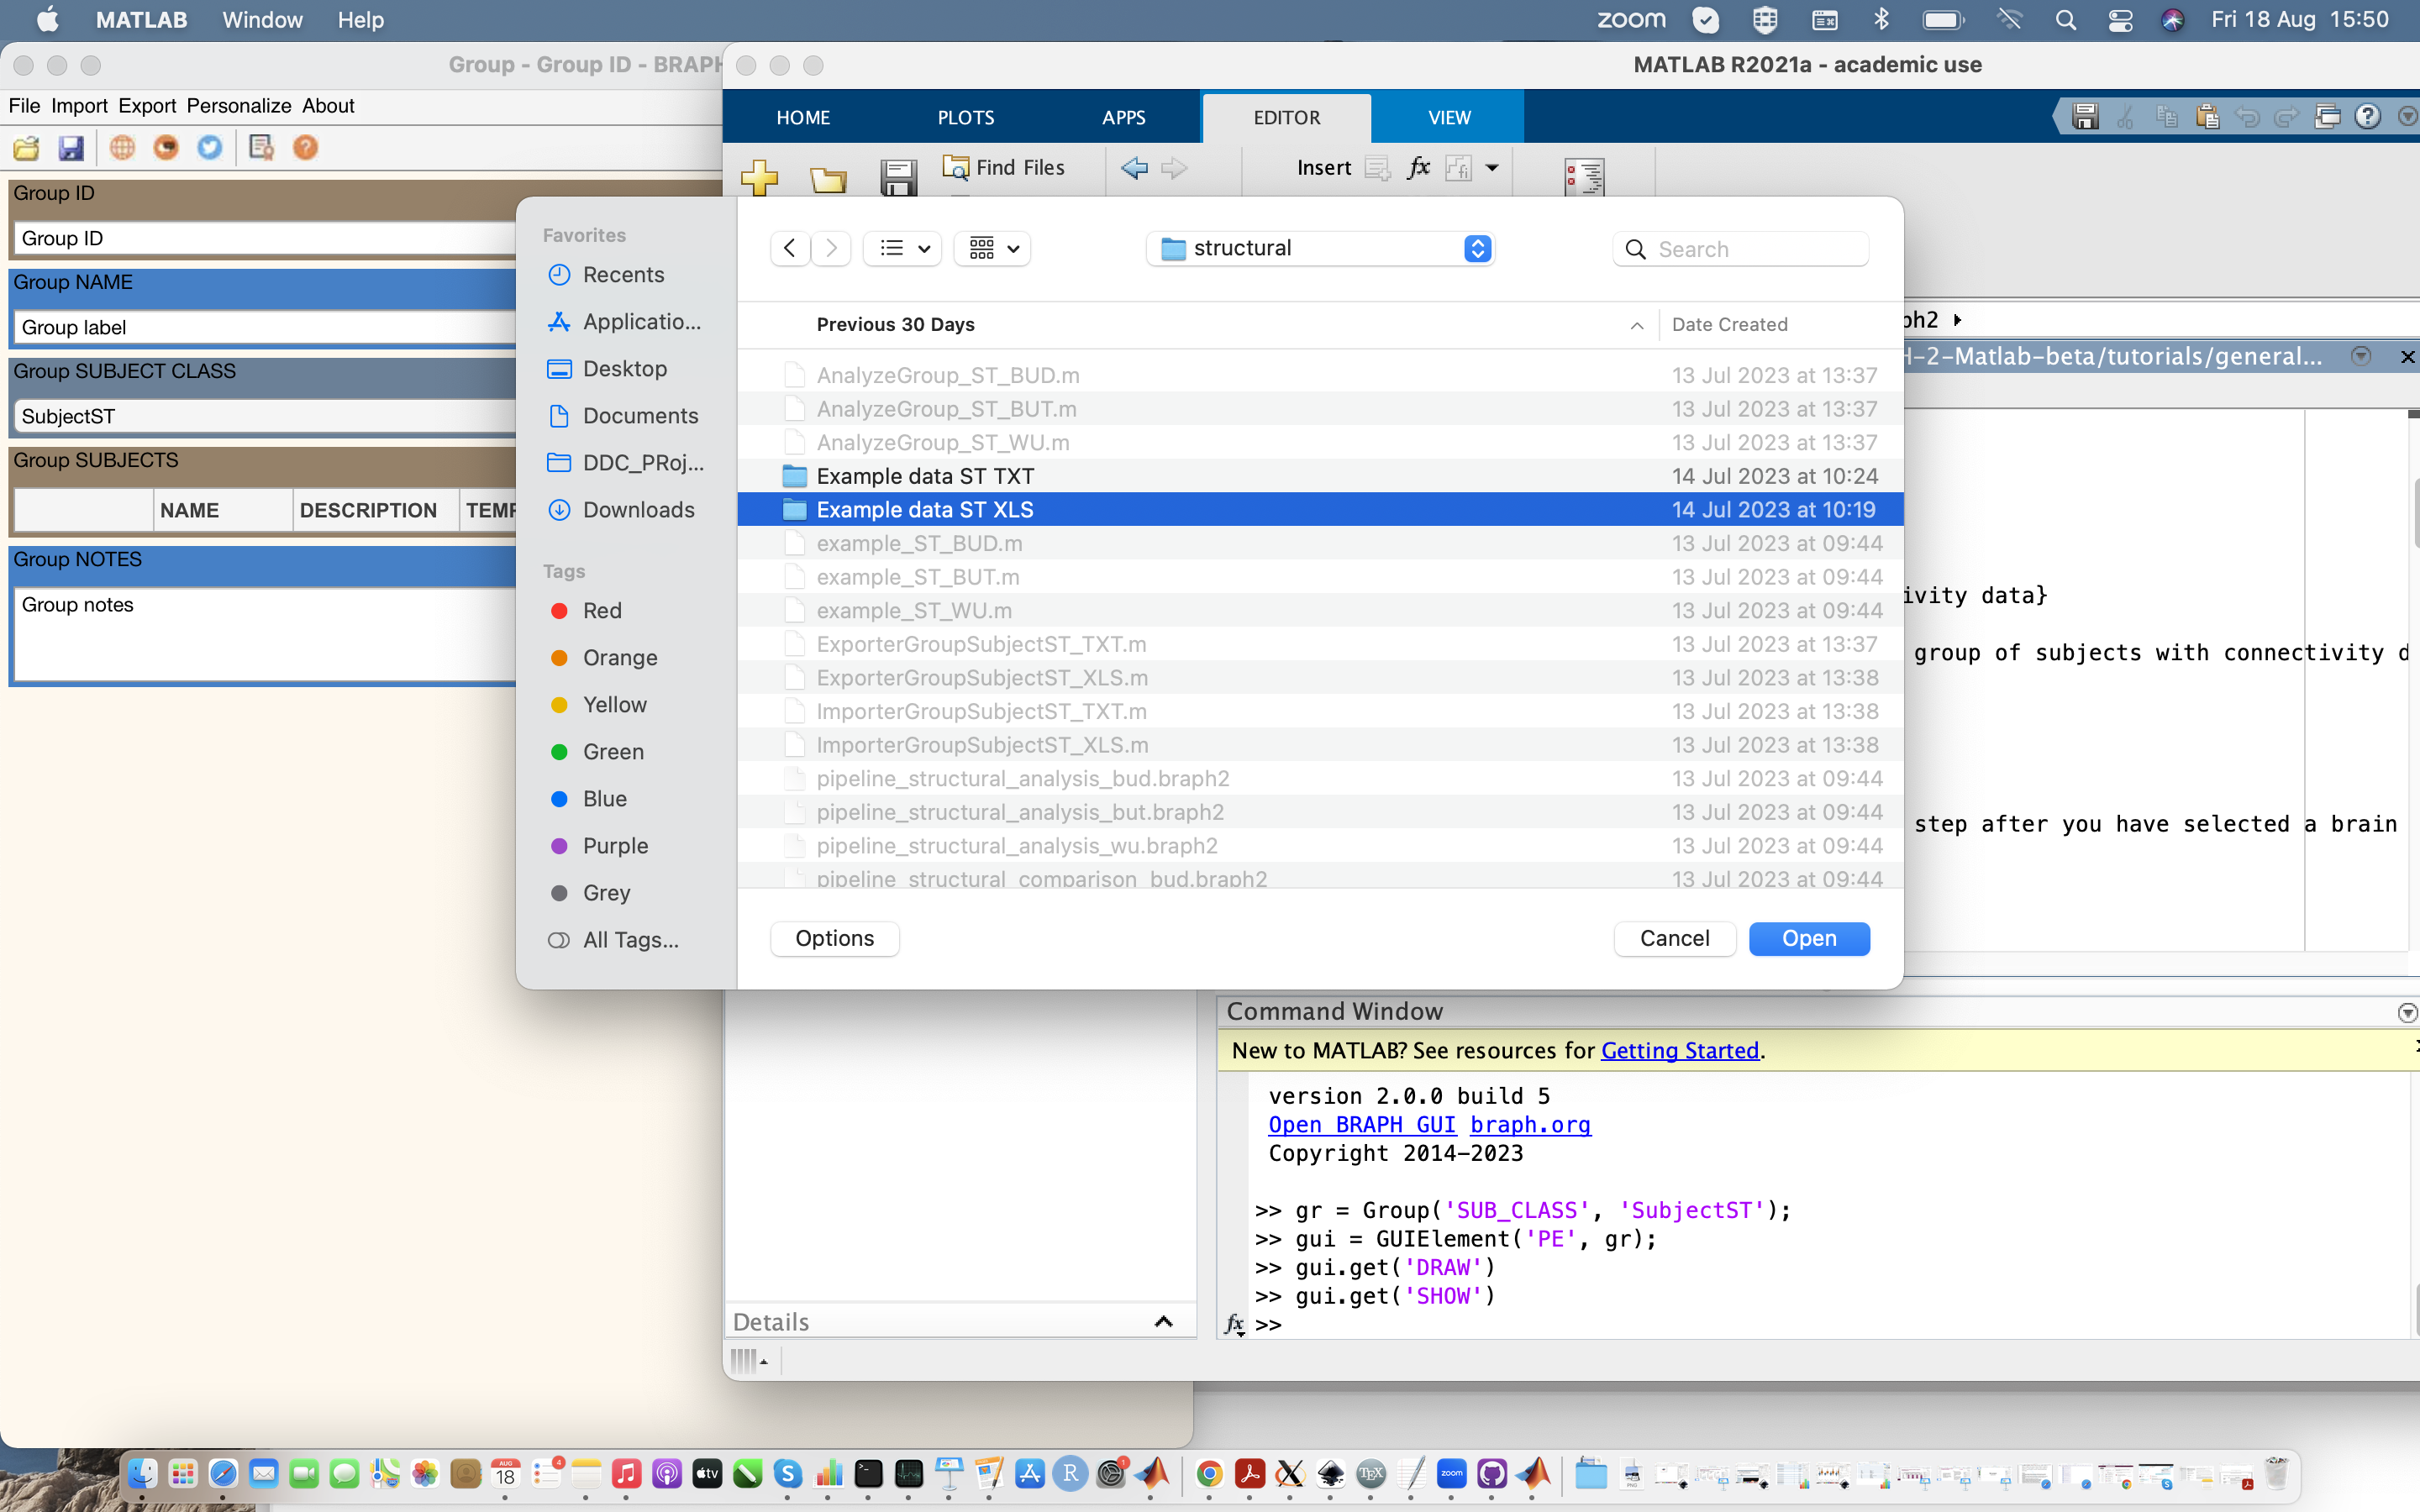 MATLAB Window Help
zoom
Fri 18 Aug 15:50
Group - Group ID - BRAPH
File Import Export Personalize About
Group ID
Group ID
Group NAME
Group label
Group SUBJECT CLASS
SubjectST
Group SUBJECTS
NAME DESCRIPTION TEMP
Group NOTES
Group notes
MATLAB R2021a - academic use
HOME PLOTS APPS EDITOR VIEW
Find Files
Insert
fx
Favorites
Recents
Applicatio...
Desktop
Documents
DDC_PRoj...
Downloads
Tags
Red
Orange
Yellow
Green
Blue
Purple
Grey
All Tags...
structural
Search
Previous 30 Days
Date Created
AnalyzeGroup_ST_BUD.m 13 Jul 2023 at 13:37
AnalyzeGroup_ST_BUT.m 13 Jul 2023 at 13:37
AnalyzeGroup_ST_WU.m 13 Jul 2023 at 13:37
Example data ST TXT 14 Jul 2023 at 10:24
Example data ST XLS 14 Jul 2023 at 10:19
example_ST_BUD.m 13 Jul 2023 at 09:44
example_ST_BUT.m 13 Jul 2023 at 09:44
example_ST_WU.m 13 Jul 2023 at 09:44
ExporterGroupSubjectST_TXT.m 13 Jul 2023 at 13:37
ExporterGroupSubjectST_XLS.m 13 Jul 2023 at 13:38
ImporterGroupSubjectST_TXT.m 13 Jul 2023 at 13:38
ImporterGroupSubjectST_XLS.m 13 Jul 2023 at 13:38
pipeline_structural_analysis_bud.braph2 13 Jul 2023 at 09:44
pipeline_structural_analysis_but.braph2 13 Jul 2023 at 09:44
pipeline_structural_analysis_wu.braph2 13 Jul 2023 at 09:44
pipeline_structural_comparison_bud.braph2 13 Jul 2023 at 09:44
Options
Cancel
Open
ph2
H-2-Matlab-beta/tutorials/general...
ivity data}
group of subjects with connectivity d
step after you have selected a brain
Command Window
New to MATLAB? See resources for Getting Started.
version 2.0.0 build 5
Open BRAPH GUI braph.org
Copyright 2014-2023
>> gr = Group('SUB_CLASS', 'SubjectST');
>> gui = GUIElement('PE', gr);
>> gui.get('DRAW')
>> gui.get('SHOW')
fx >>
Details
AUG
18
4
tv
S
R
1
TEX
zoom